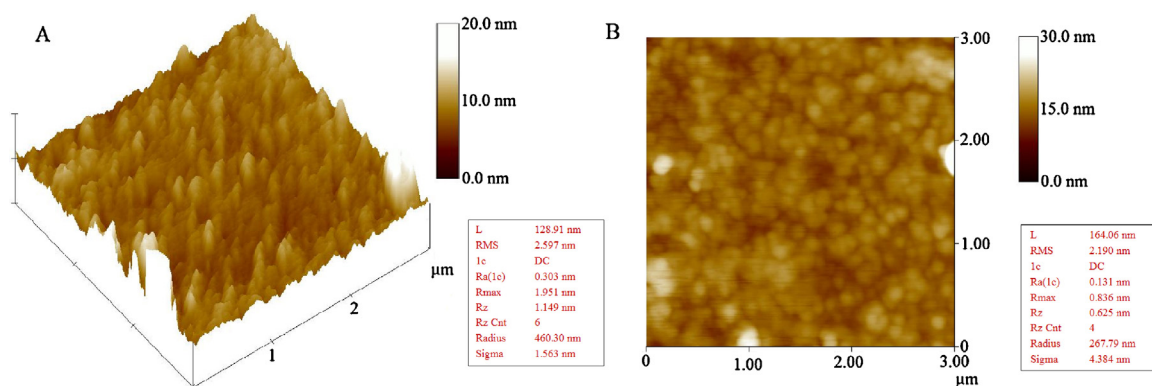 A
20.0 nm
10.0 nm
0.0 nm
1
2
µm
L 128.91 nm
RMS 2.597 nm
1c DC
Ra(1c) 0.303 nm
Rmax 1.951 nm
Rz 1.149 nm
Rz Cnt 6
Radius 460.30 nm
Sigma 1.563 nm
B
3.00
2.00
1.00
0
0
1.00
2.00
3.00
µm
30.0 nm
15.0 nm
0.0 nm
L 164.06 nm
RMS 2.190 nm
1c DC
Ra(1c) 0.131 nm
Rmax 0.836 nm
Rz 0.625 nm
Rz Cnt 4
Radius 267.79 nm
Sigma 4.384 nm